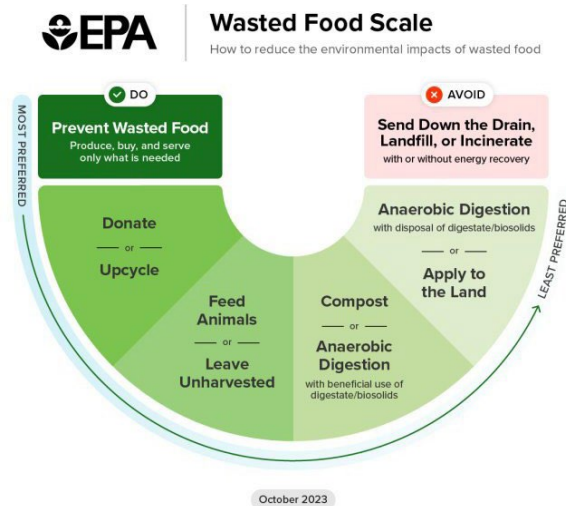 EPA
Wasted Food Scale
How to reduce the environmental impacts of wasted food
DO
Prevent Wasted Food
Produce, buy, and serve
only what is needed
AVOID
Send Down the Drain,
Landfill, or Incinerate
with or without energy recovery
MOST PREFERRED
Donate
or
Upcycle
Feed
Animals
or
Leave
Unharvested
Compost
or
Anaerobic
Digestion
with beneficial use of
digestate/biosolids
Anaerobic Digestion
with disposal of digestate/biosolids
or
Apply to
the Land
LEAST PREFERRED
October 2023